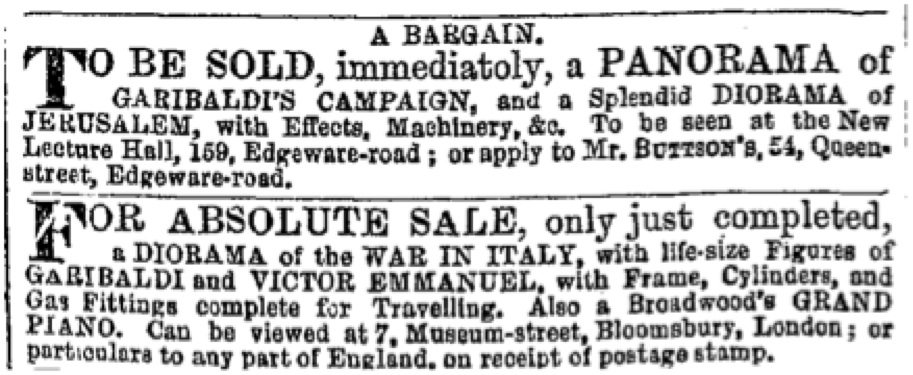 A BARGAIN.
TO BE SOLD, immediatoly, a PANORAMA of
GARIBALDI'S CAMPAIGN, and a Splendid DIORAMA of
JERUSALEM, with Effects, Machinery, &c. To be seen at the New
Lecture Hall, 159, Edgeware-road; or apply to Mr. BUTTSON'S, 54, Queen-
street, Edgeware-road.
FOR ABSOLUTE SALE, only just completed,
a DIORAMA of the WAR IN ITALY, with life-size Figures of
GARIBALDI and VICTOR EMMANUEL, with Frame, Cylinders, and
Gas Fittings complete for Travelling. Also a Broadwood's GRAND
PIANO. Can be viewed at 7, Museum-street, Bloomsbury, London; or
particulars to any part of England, on receipt of postage stamp.